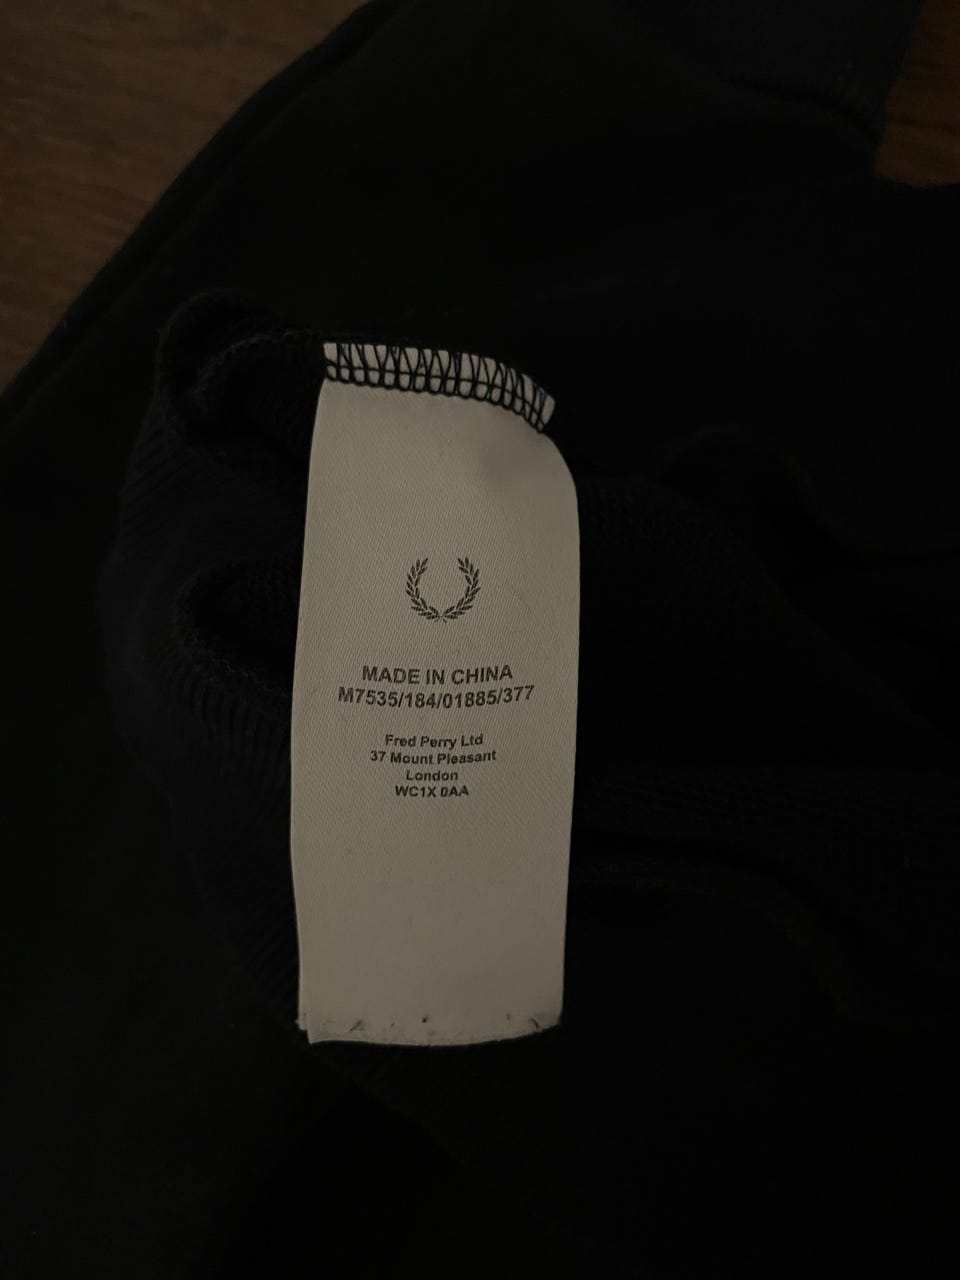 MADE IN CHINA
M7535/184/01885/377
Fred Perry Ltd
37 Mount Pleasant
London
WC1X 0AA